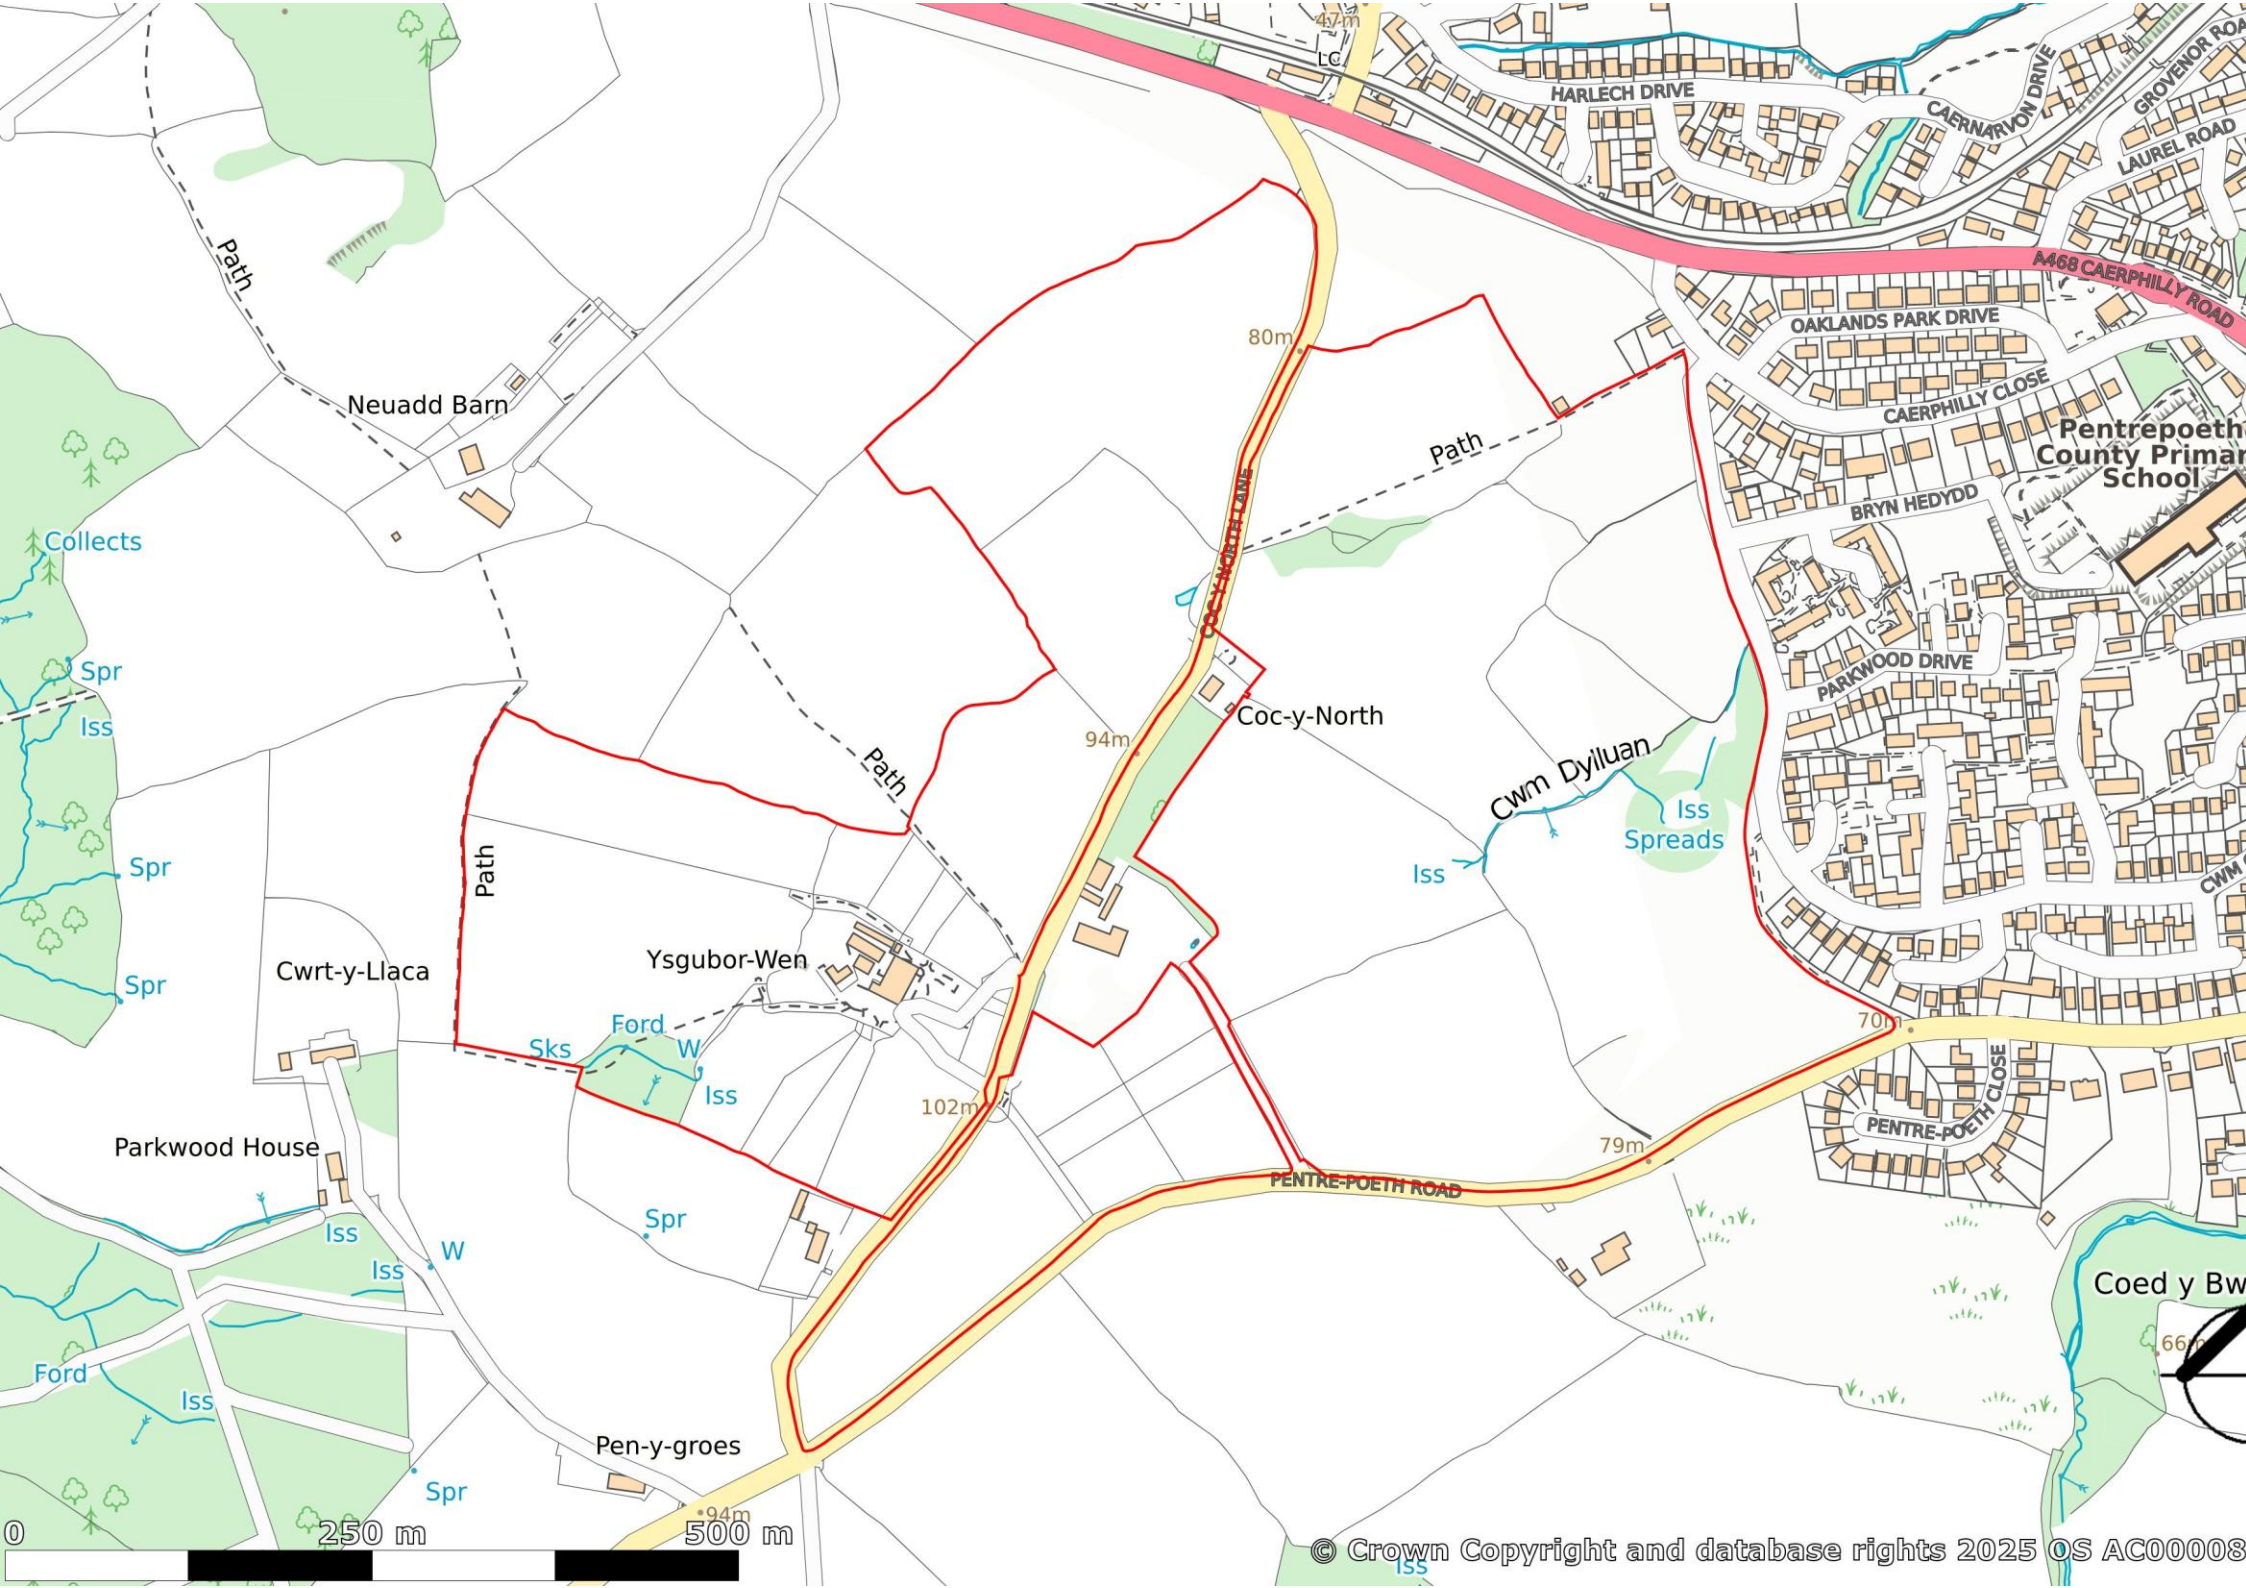 47m
LC
HARLECH DRIVE
CAERNARVON DRIVE
LAUREL ROAD
Path
A468 CAERPHILLY ROAD
80m
OAKLANDS PARK DRIVE
Neuadd Barn
CAERPHILLY CLOSE
Path
Pentrepoeth
County Primar
School
BRYN HEDYDD
Collects
COC-Y-NORTH LANE
Spr
PARKWOOD DRIVE
Iss
Coc-y-North
94m
Path
Cwm Dyiluan
Iss
Spreads
Path
Iss
Spr
CWM
Ysgubor-Wen
Cwrt-y-Llaca
Spr
Ford
70m
Sks
W
Iss
102m
PENTRE-POETH CLOSE
Parkwood House
79m
PENTRE-POETH ROAD
Spr
Iss
W
Iss
Coed y Bw
66m
Ford
Iss
Pen-y-groes
Spr
94m
0
250 m
500 m
© Crown Copyright and database rights 2025 OS AC00008
Iss